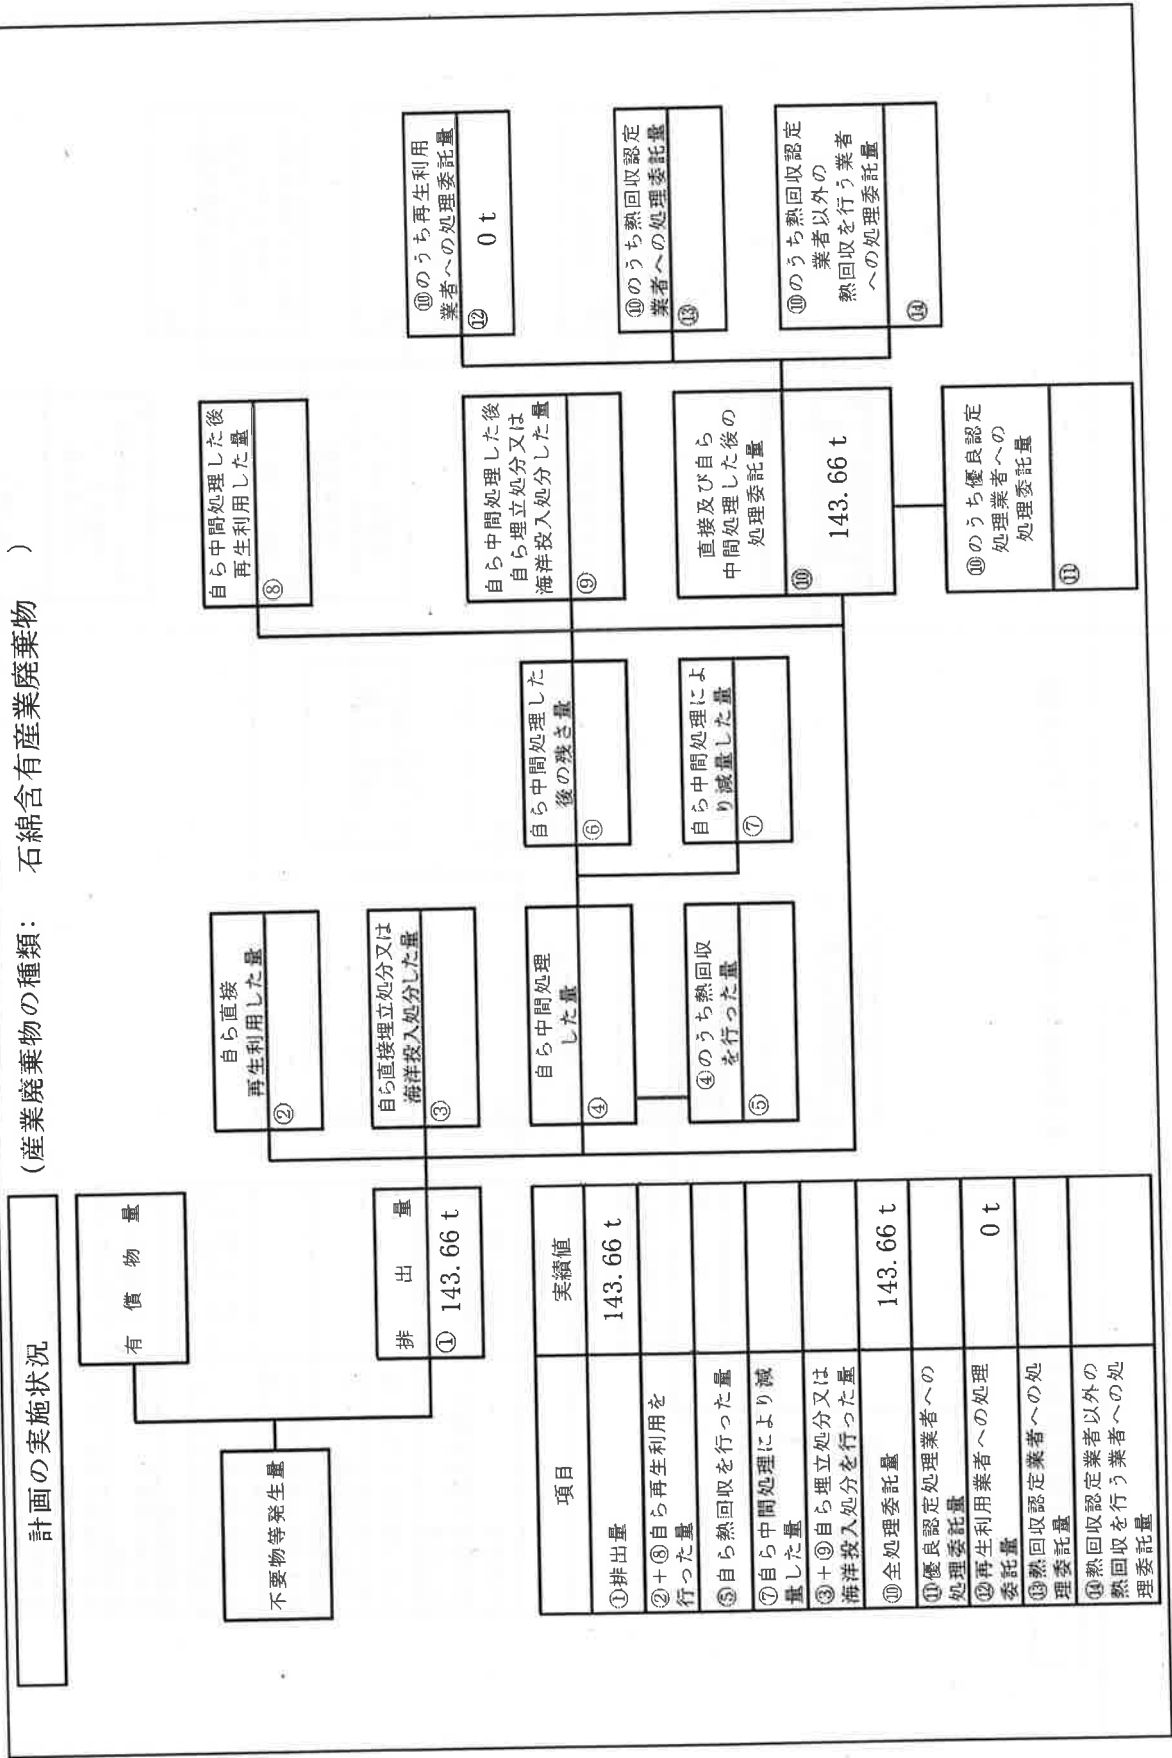 計画の実施状況
(産業廃棄物の種類： 石綿含有産業廃棄物 )
不要物等発生量
有償物量
排出量
① 143.66 t
自ら直接
再生利用した量
②
自ら直接埋立処分又は
海洋投入処分した量
③
自ら中間処理
した量
④
④のうち熱回収
を行った量
⑤
自ら中間処理した
後の残さ量
⑥
自ら中間処理によ
り減量した量
⑦
自ら中間処理した後
再生利用した量
⑧
自ら中間処理した後
自ら埋立処分又は
海洋投入処分した量
⑨
直接及び自ら
中間処理した後の
処理委託量
⑩
143.66 t
⑩のうち優良認定
処理業者への
処理委託量
⑪
⑩のうち再生利用
業者への処理委託量
⑫
0 t
⑩のうち熱回収認定
業者への処理委託量
⑬
⑩のうち熱回収認定
業者以外の
熱回収を行う業者
への処理委託量
⑭
項目 実績値
①排出量 143.66 t
②+⑧自ら再生利用を
行った量
⑤自ら熱回収を行った量
⑦自ら中間処理により減
量した量
③+⑨自ら埋立処分又は
海洋投入処分を行った量
⑩全処理委託量 143.66 t
⑪優良認定処理業者への
処理委託量
⑫再生利用業者への処理
委託量 0 t
⑬熱回収認定業者への処
理委託量
⑭熱回収認定業者以外の
熱回収を行う業者への処
理委託量